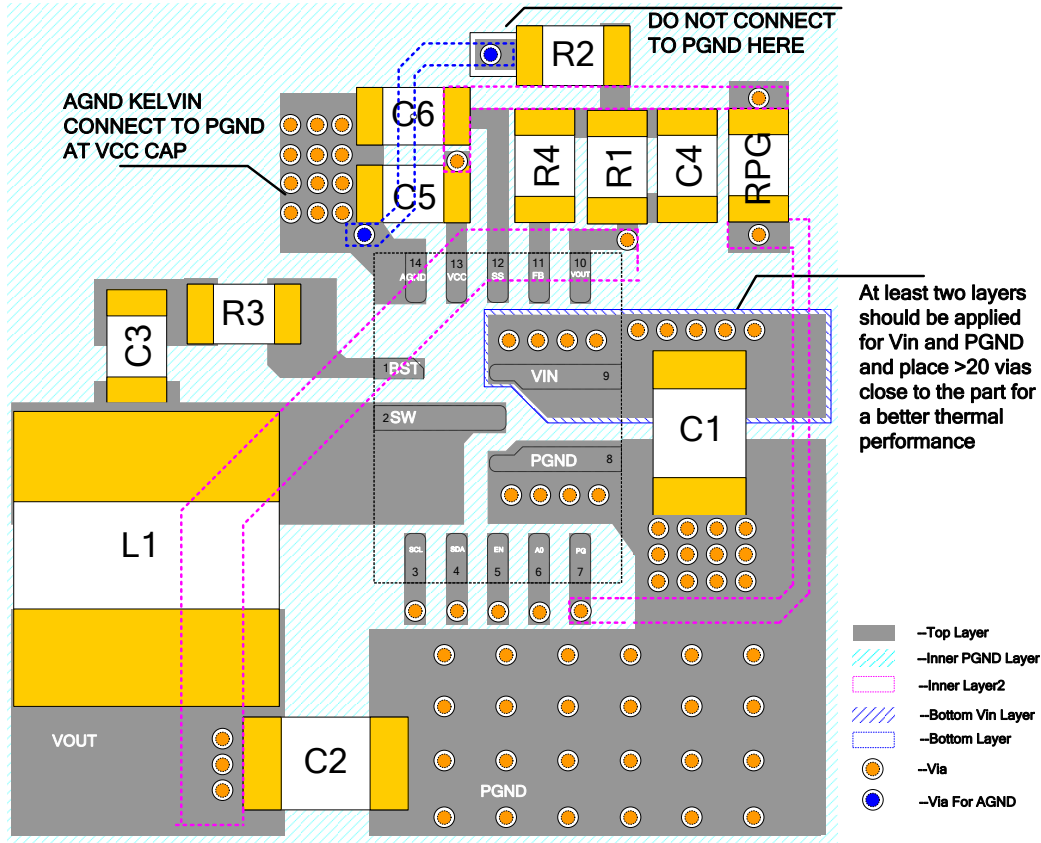 DO NOT CONNECT
TO PGND HERE
R2
AGND KELVIN
CONNECT TO PGND
AT VCC CAP
C6
C5
R4
R1
C4
RPG
14
AGND
13
VCC
12
SS
11
FB
10
VOUT
At least two layers
should be applied
for Vin and PGND
and place >20 vias
close to the part for
a better thermal
performance
C3
R3
1
RST
VIN
9
2
SW
C1
PGND
8
L1
SCL
3
SDA
4
EN
5
A0
6
PG
7
VOUT
C2
PGND
--Top Layer
--Inner PGND Layer
--Inner Layer2
--Bottom Vin Layer
--Bottom Layer
--Via
--Via For AGND